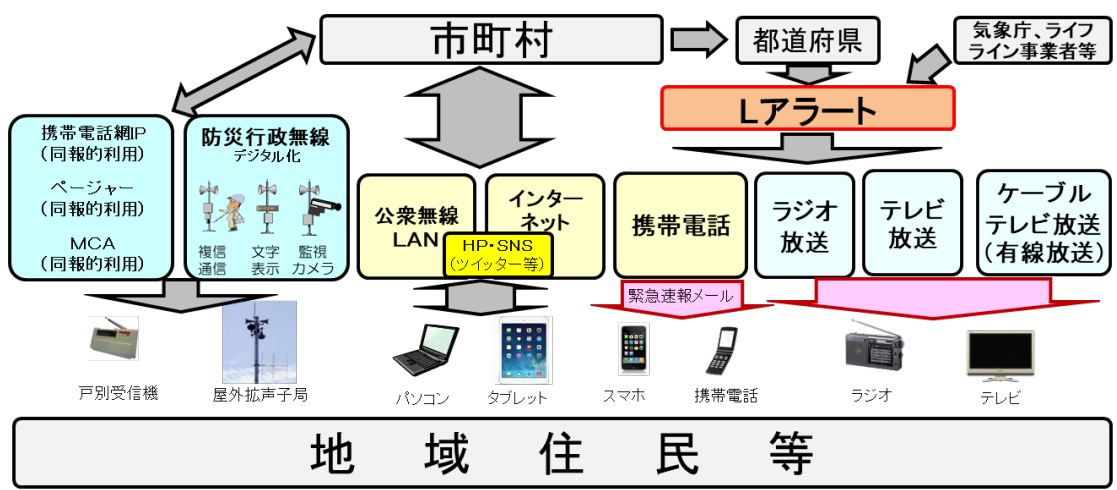 市町村
都道府県
気象庁、ライフ
ライン事業者等
Lアラート
携帯電話網IP
(同報的利用)
ページャー
(同報的利用)
MCA
(同報的利用)
防災行政無線
デジタル化
複信
通信
文字
表示
監視
カメラ
公衆無線
LAN
インター
ネット
HP・SNS
(ツイッター等)
携帯電話
ラジオ
放送
テレビ
放送
ケーブル
テレビ放送
(有線放送)
緊急速報メール
戸別受信機
屋外拡声子局
パソコン
タブレット
スマホ
携帯電話
ラジオ
テレビ
地域住民等